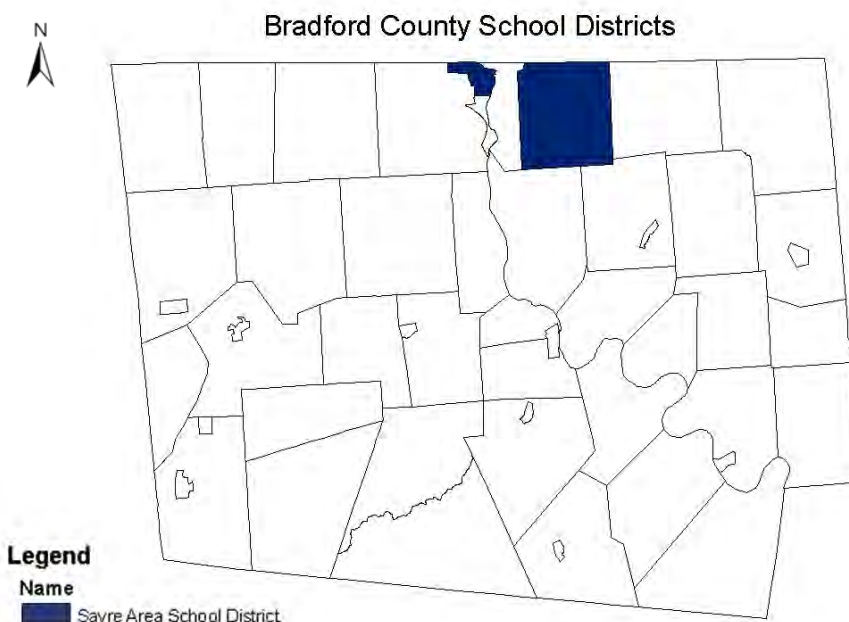 Bradford County School Districts
N
Legend
Name
Sayre Area School District